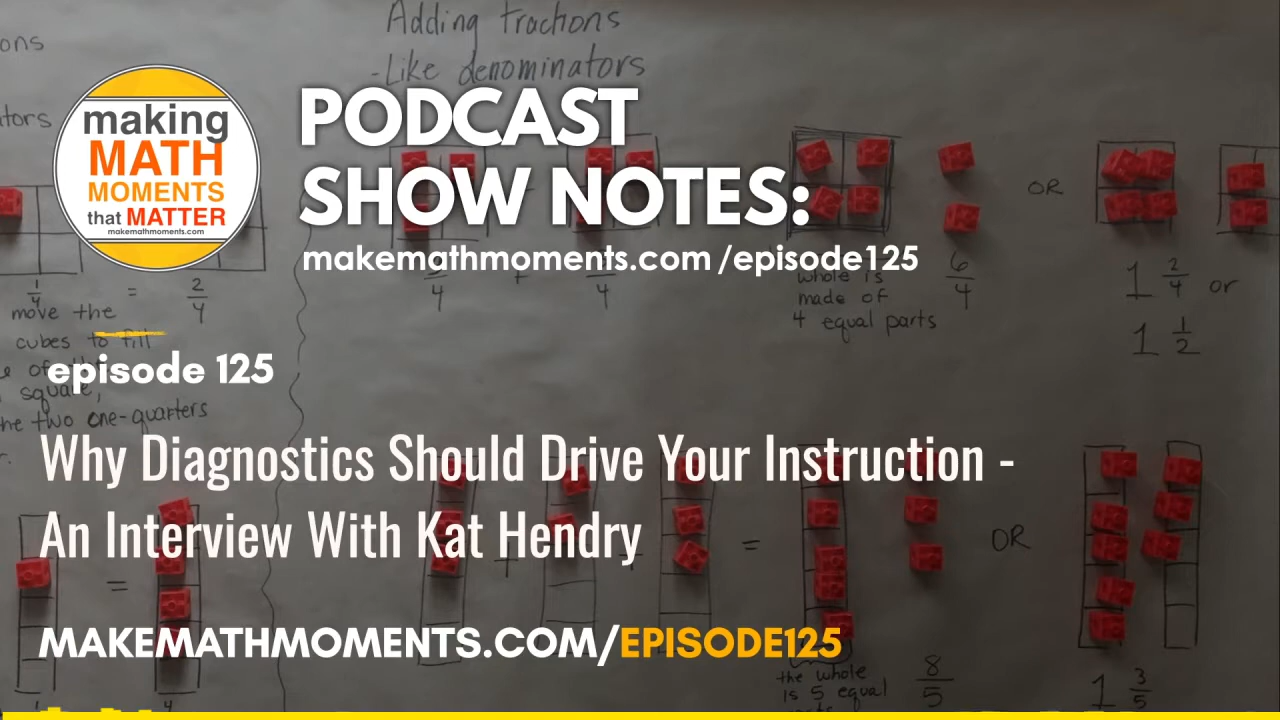 Adding fractions
-Like denominators
ons
tors
making
MATH
MOMENTS
that MATTER
makemathmoments.com
PODCAST
SHOW NOTES:
makemathmoments.com /episode125
OR
1/4 = 2/4
move the
cubes to fill
square,
the two one-quarters
4 + 4
whole is
made of
4 equal parts
6/4
1 2/4 or
1 1/2
episode 125
Why Diagnostics Should Drive Your Instruction -
An Interview With Kat Hendry
=
=
OR
MAKEMATHMOMENTS.COM/EPISODE125
the whole
is 5 equal
8/5
1 3/5